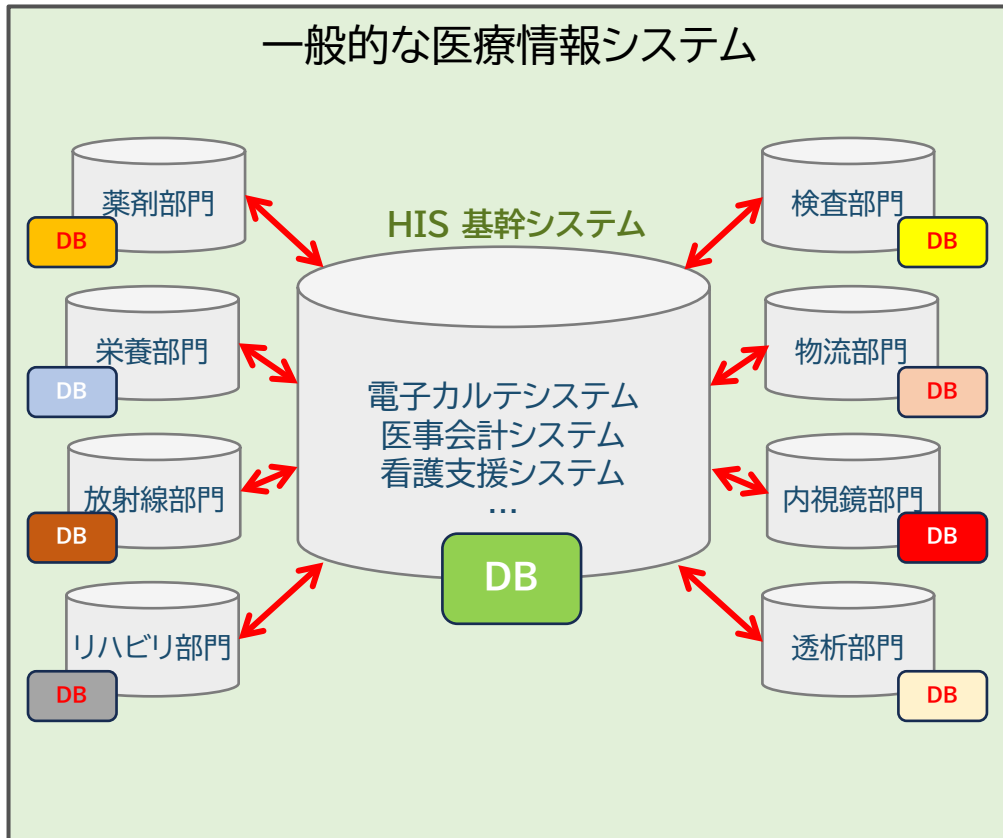 一般的な医療情報システム
薬剤部門
DB
栄養部門
DB
放射線部門
DB
リハビリ部門
DB
HIS 基幹システム
電子カルテシステム
医事会計システム
看護支援システム
…
DB
検査部門
DB
物流部門
DB
内視鏡部門
DB
透析部門
DB